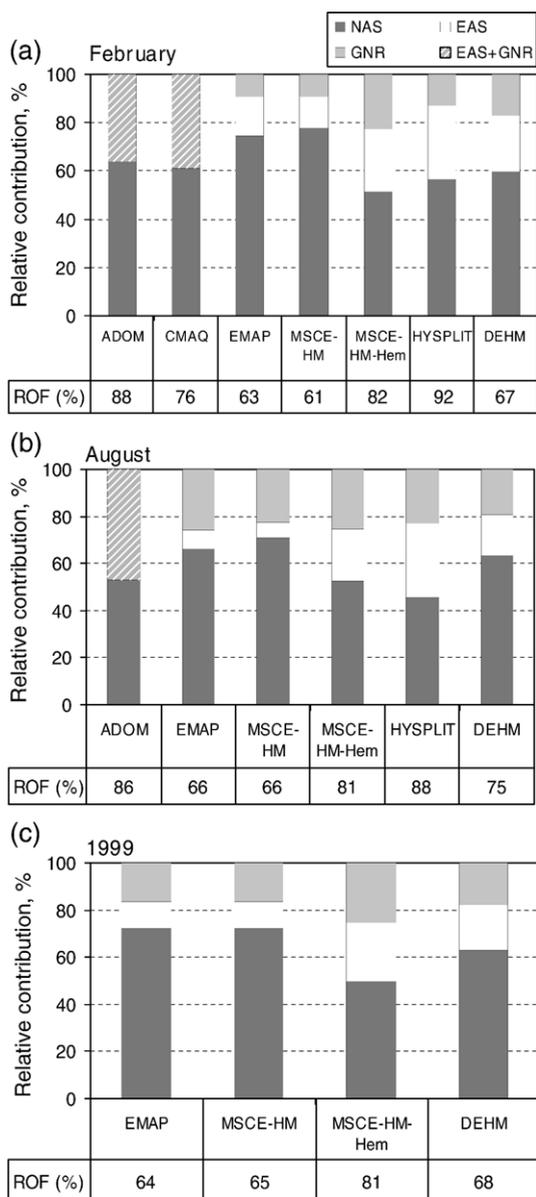 NAS EAS
GNR EAS+GNR
(a) February
Relative contribution, %
100
80
60
40
20
0
ADOM CMAQ EMAP MSCE-HM MSCE-HM-Hem HYSPLIT DEHM
ROF (%) 88 76 63 61 82 92 67
(b) August
Relative contribution, %
100
80
60
40
20
0
ADOM EMAP MSCE-HM MSCE-HM-Hem HYSPLIT DEHM
ROF (%) 86 66 66 81 88 75
(c) 1999
Relative contribution, %
100
80
60
40
20
0
EMAP MSCE-HM MSCE-HM-Hem DEHM
ROF (%) 64 65 81 68